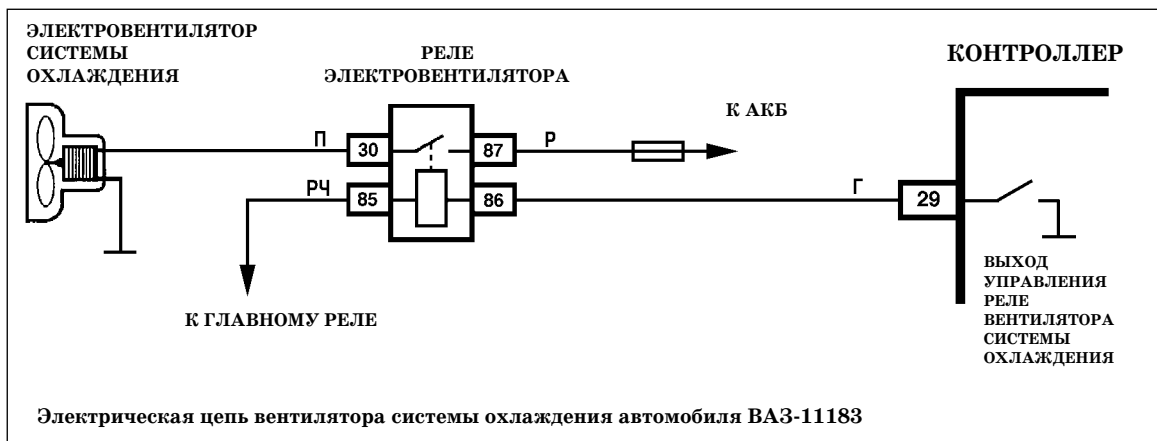 ЭЛЕКТРОВЕНТИЛЯТОР
СИСТЕМЫ
ОХЛАЖДЕНИЯ
РЕЛЕ
ЭЛЕКТРОВЕНТИЛЯТОРА
КОНТРОЛЛЕР
К АКБ
П
30
87
Р
РЧ
85
86
Г
29
К ГЛАВНОМУ РЕЛЕ
ВЫХОД
УПРАВЛЕНИЯ
РЕЛЕ
ВЕНТИЛЯТОРА
СИСТЕМЫ
ОХЛАЖДЕНИЯ
Электрическая цепь вентилятора системы охлаждения автомобиля ВАЗ-11183